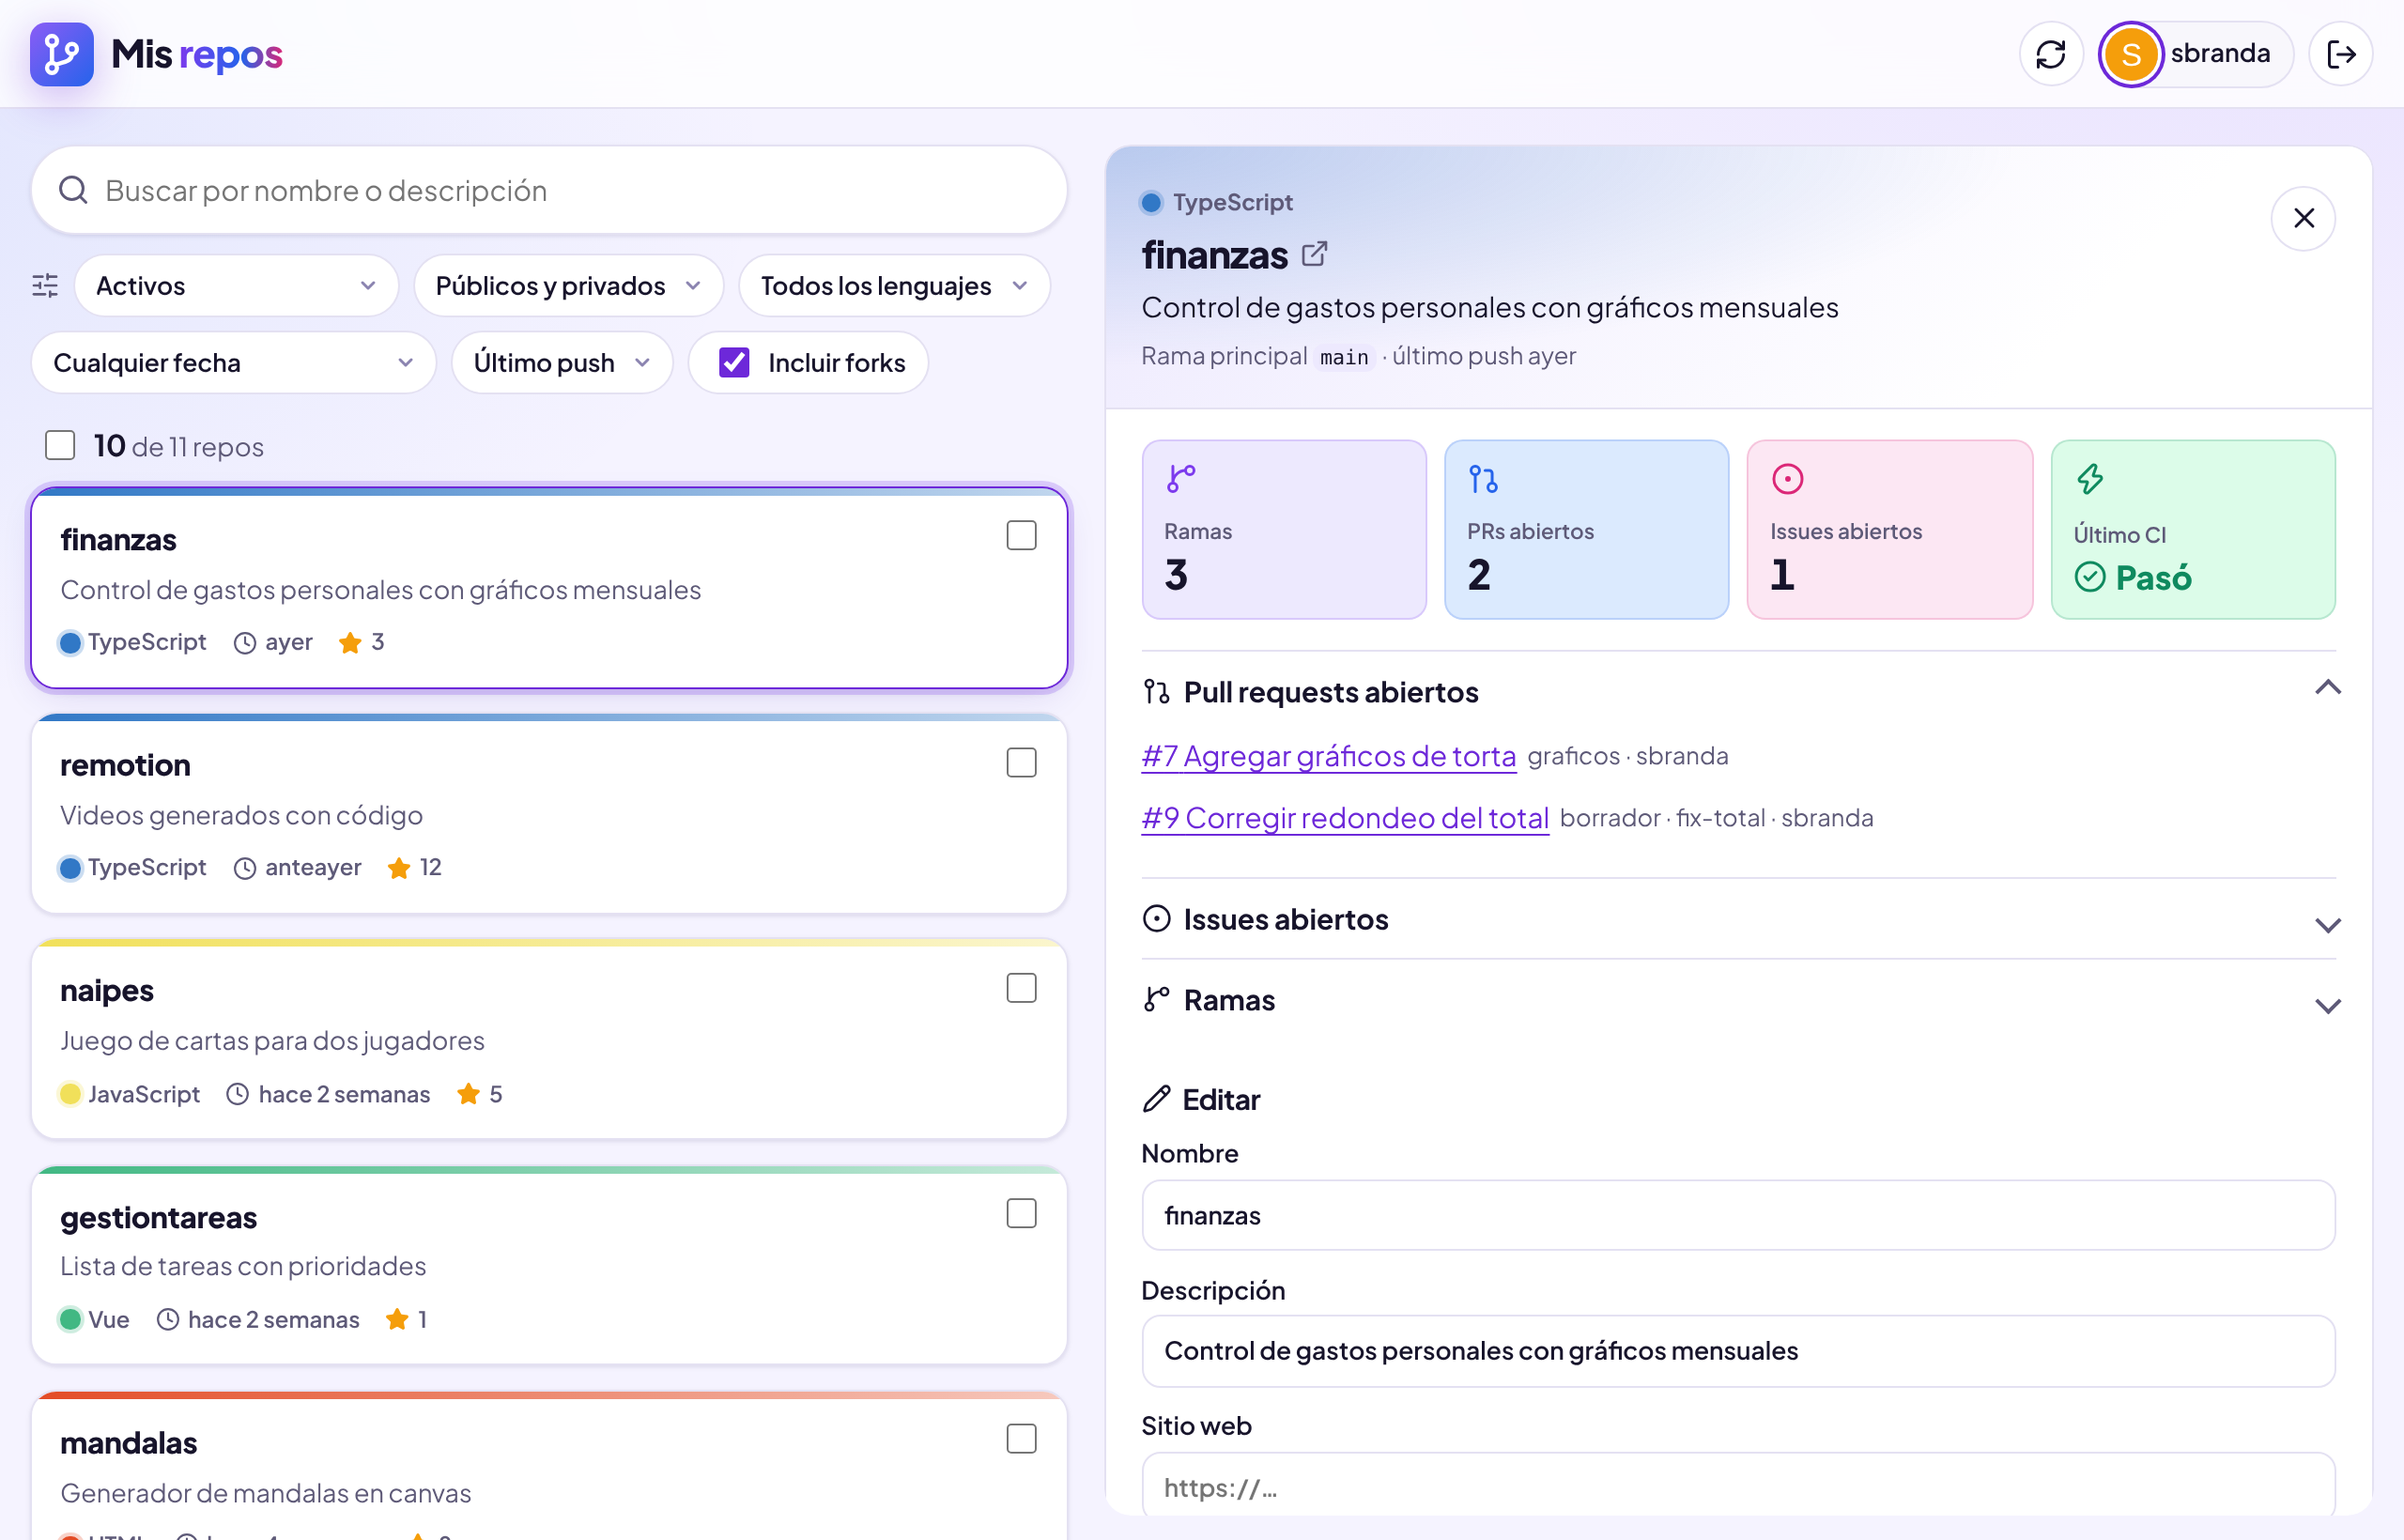 Mis repos
S sbranda
Buscar por nombre o descripción
Activos
Públicos y privados
Todos los lenguajes
Cualquier fecha
Último push
Incluir forks
10 de 11 repos
finanzas
Control de gastos personales con gráficos mensuales
TypeScript ayer 3
remotion
Videos generados con código
TypeScript anteayer 12
naipes
Juego de cartas para dos jugadores
JavaScript hace 2 semanas 5
gestiontareas
Lista de tareas con prioridades
Vue hace 2 semanas 1
mandalas
Generador de mandalas en canvas
TypeScript
finanzas
Control de gastos personales con gráficos mensuales
Rama principal main · último push ayer
Ramas
3
PRs abiertos
2
Issues abiertos
1
Último CI
Pasó
Pull requests abiertos
#7 Agregar gráficos de torta graficos · sbranda
#9 Corregir redondeo del total borrador · fix-total · sbranda
Issues abiertos
Ramas
Editar
Nombre
finanzas
Descripción
Control de gastos personales con gráficos mensuales
Sitio web
https://…